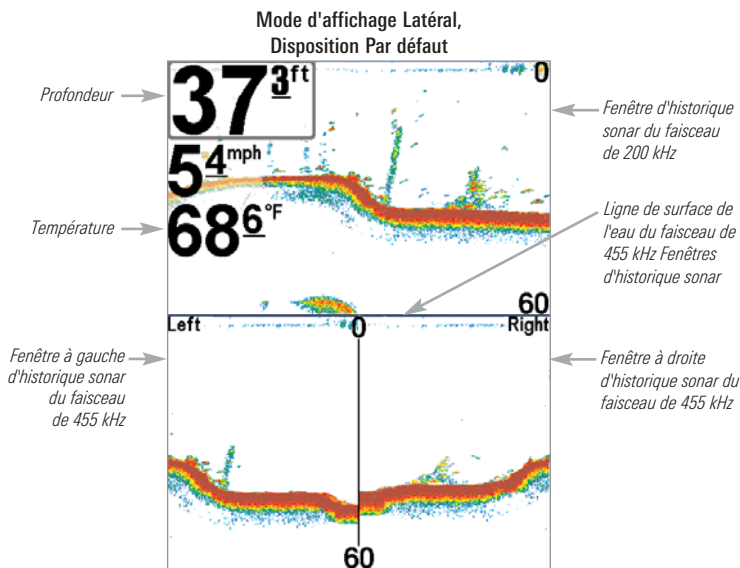 Mode d'affichage Latéral,
Disposition Par défaut
Profondeur
37 3 ft
0
Fenêtre d'historique
sonar du faisceau
de 200 kHz
54 mph
Température
68 6 °F
Ligne de surface de
l'eau du faisceau de
455 kHz Fenêtres
d'historique sonar
60
Left
0
Right
Fenêtre à gauche
d'historique sonar
du faisceau
de 455 kHz
Fenêtre à droite
d'historique sonar du
faisceau de 455 kHz
60